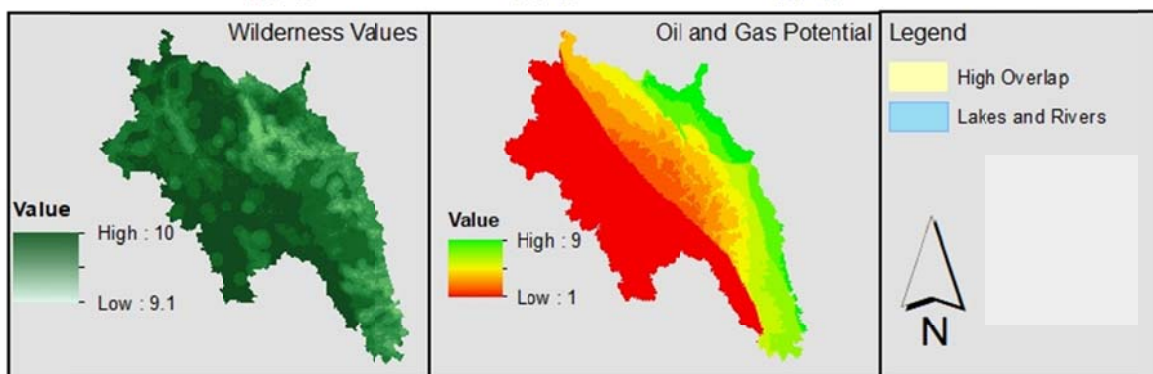 Wilderness Values
Value
High : 10
Low : 9.1
Oil and Gas Potential
Value
High : 9
Low : 1
Legend
High Overlap
Lakes and Rivers
N